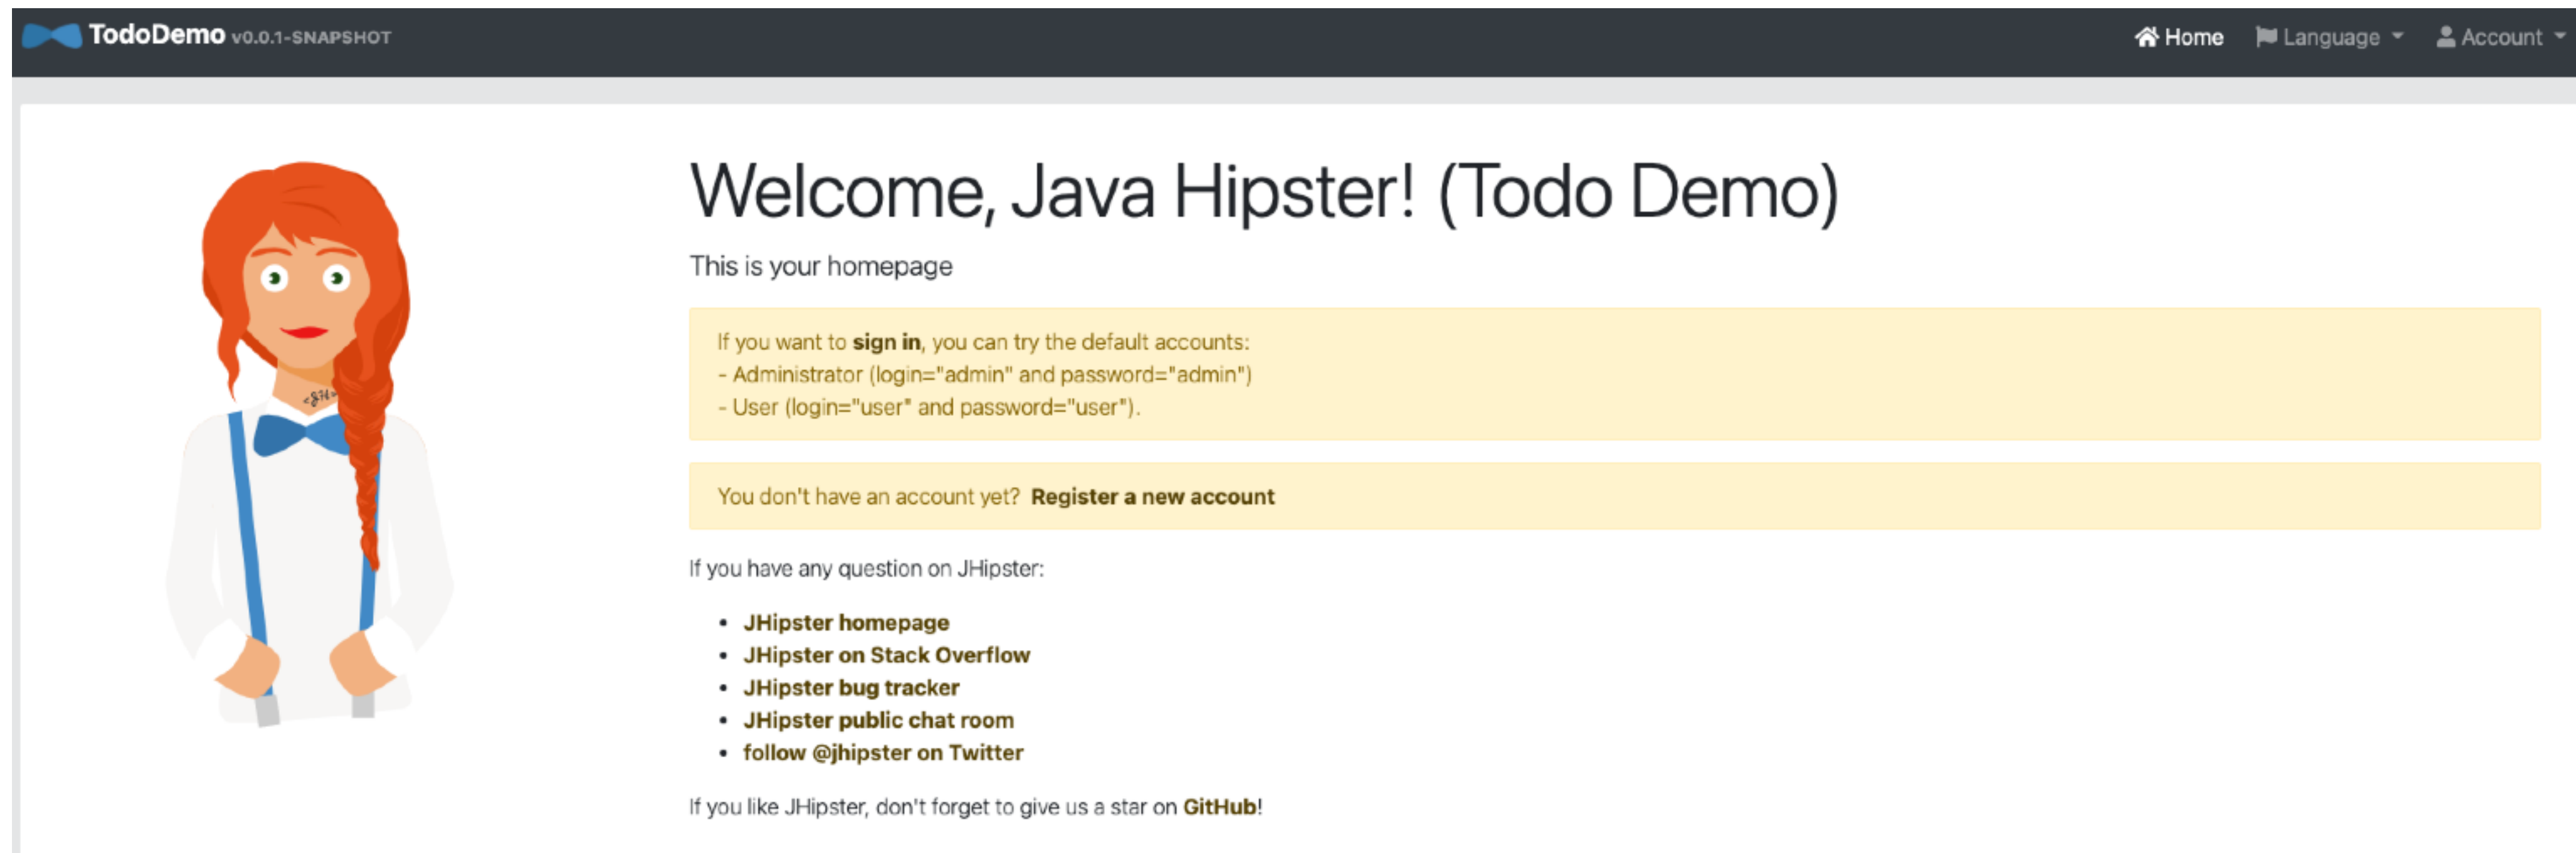 TodoDemo v0.0.1-SNAPSHOT
Home Language Account
Welcome, Java Hipster! (Todo Demo)
This is your homepage
If you want to sign in, you can try the default accounts:
- Administrator (login="admin" and password="admin")
- User (login="user" and password="user").
You don't have an account yet? Register a new account
If you have any question on JHipster:
• JHipster homepage
• JHipster on Stack Overflow
• JHipster bug tracker
• JHipster public chat room
• follow @jhipster on Twitter
If you like JHipster, don't forget to give us a star on GitHub!